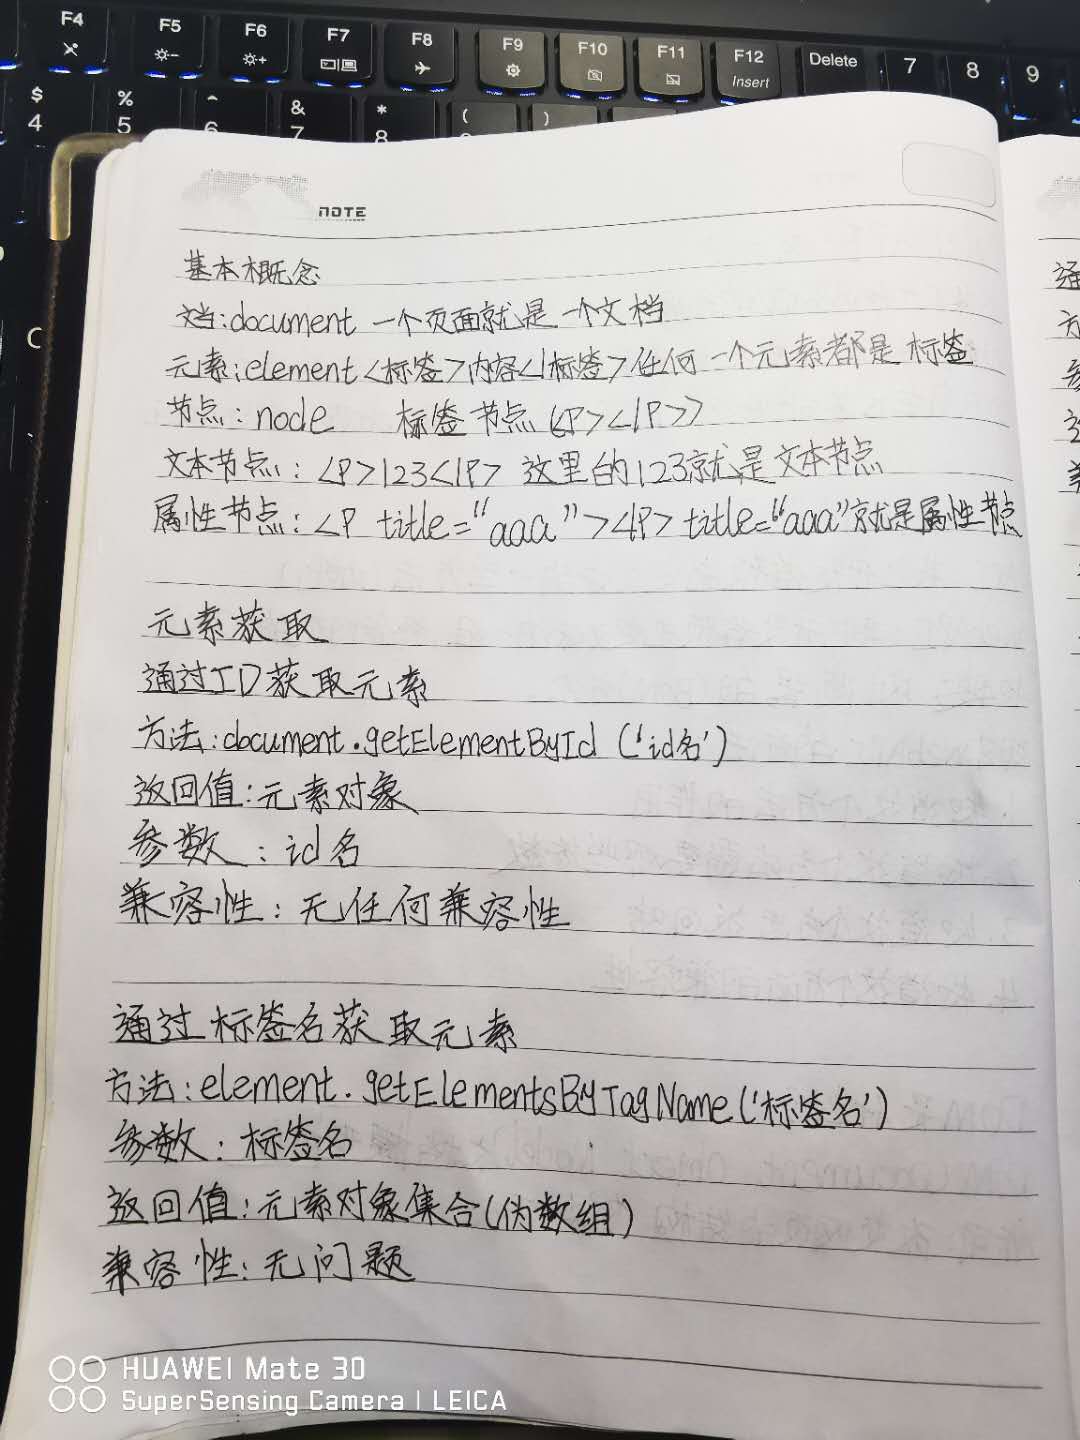 F4 F5 F6 F7 F8 F9 F10 F11 F12 Delete 7 8 9
Insert
$ % ^ & * ( )
4 5 6 7 8
C
NOTE
基本概念
文档:document 一个页面就是一个文档
元素:element<标签>内容</标签>任何一个元素都是标签
节点:node 标签节点(<P></P>)
文本节点:<P>123</P> 这里的123就是文本节点
属性节点:<P title="aaa"></P> title="aaa"就是属性节点
元素获取
通过ID获取元素
方法:document.getElementById('id名')
返回值:元素对象
参数:id名
兼容性:无任何兼容性
通过标签名获取元素
方法:element.getElementsByTagName('标签名')
参数:标签名
返回值:元素对象集合(伪数组)
兼容性:无问题
HUAWEI Mate 30
SuperSensing Camera | LEICA